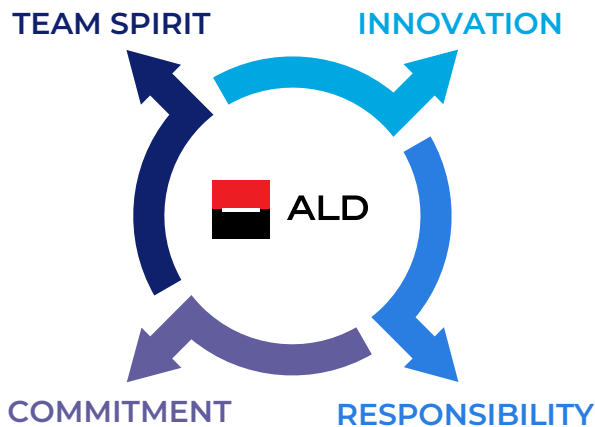 TEAM SPIRIT
INNOVATION
ALD
COMMITMENT
RESPONSIBILITY